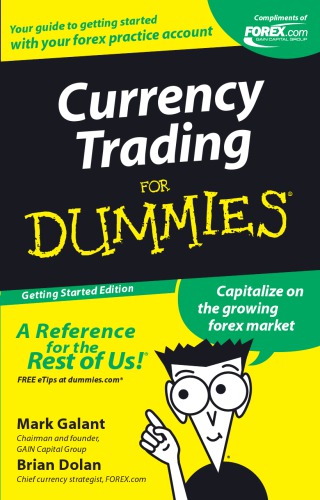 Your guide to getting started
with your forex practice account
Compliments of
FOREX.com
GAIN CAPITAL GROUP
Currency
Trading
FOR
DUMMIES®
Getting Started Edition
Capitalize on
the growing
forex market
A Reference
for the
Rest of Us!®
FREE eTips at dummies.com®
Mark Galant
Chairman and founder,
GAIN Capital Group
Brian Dolan
Chief currency strategist, FOREX.com